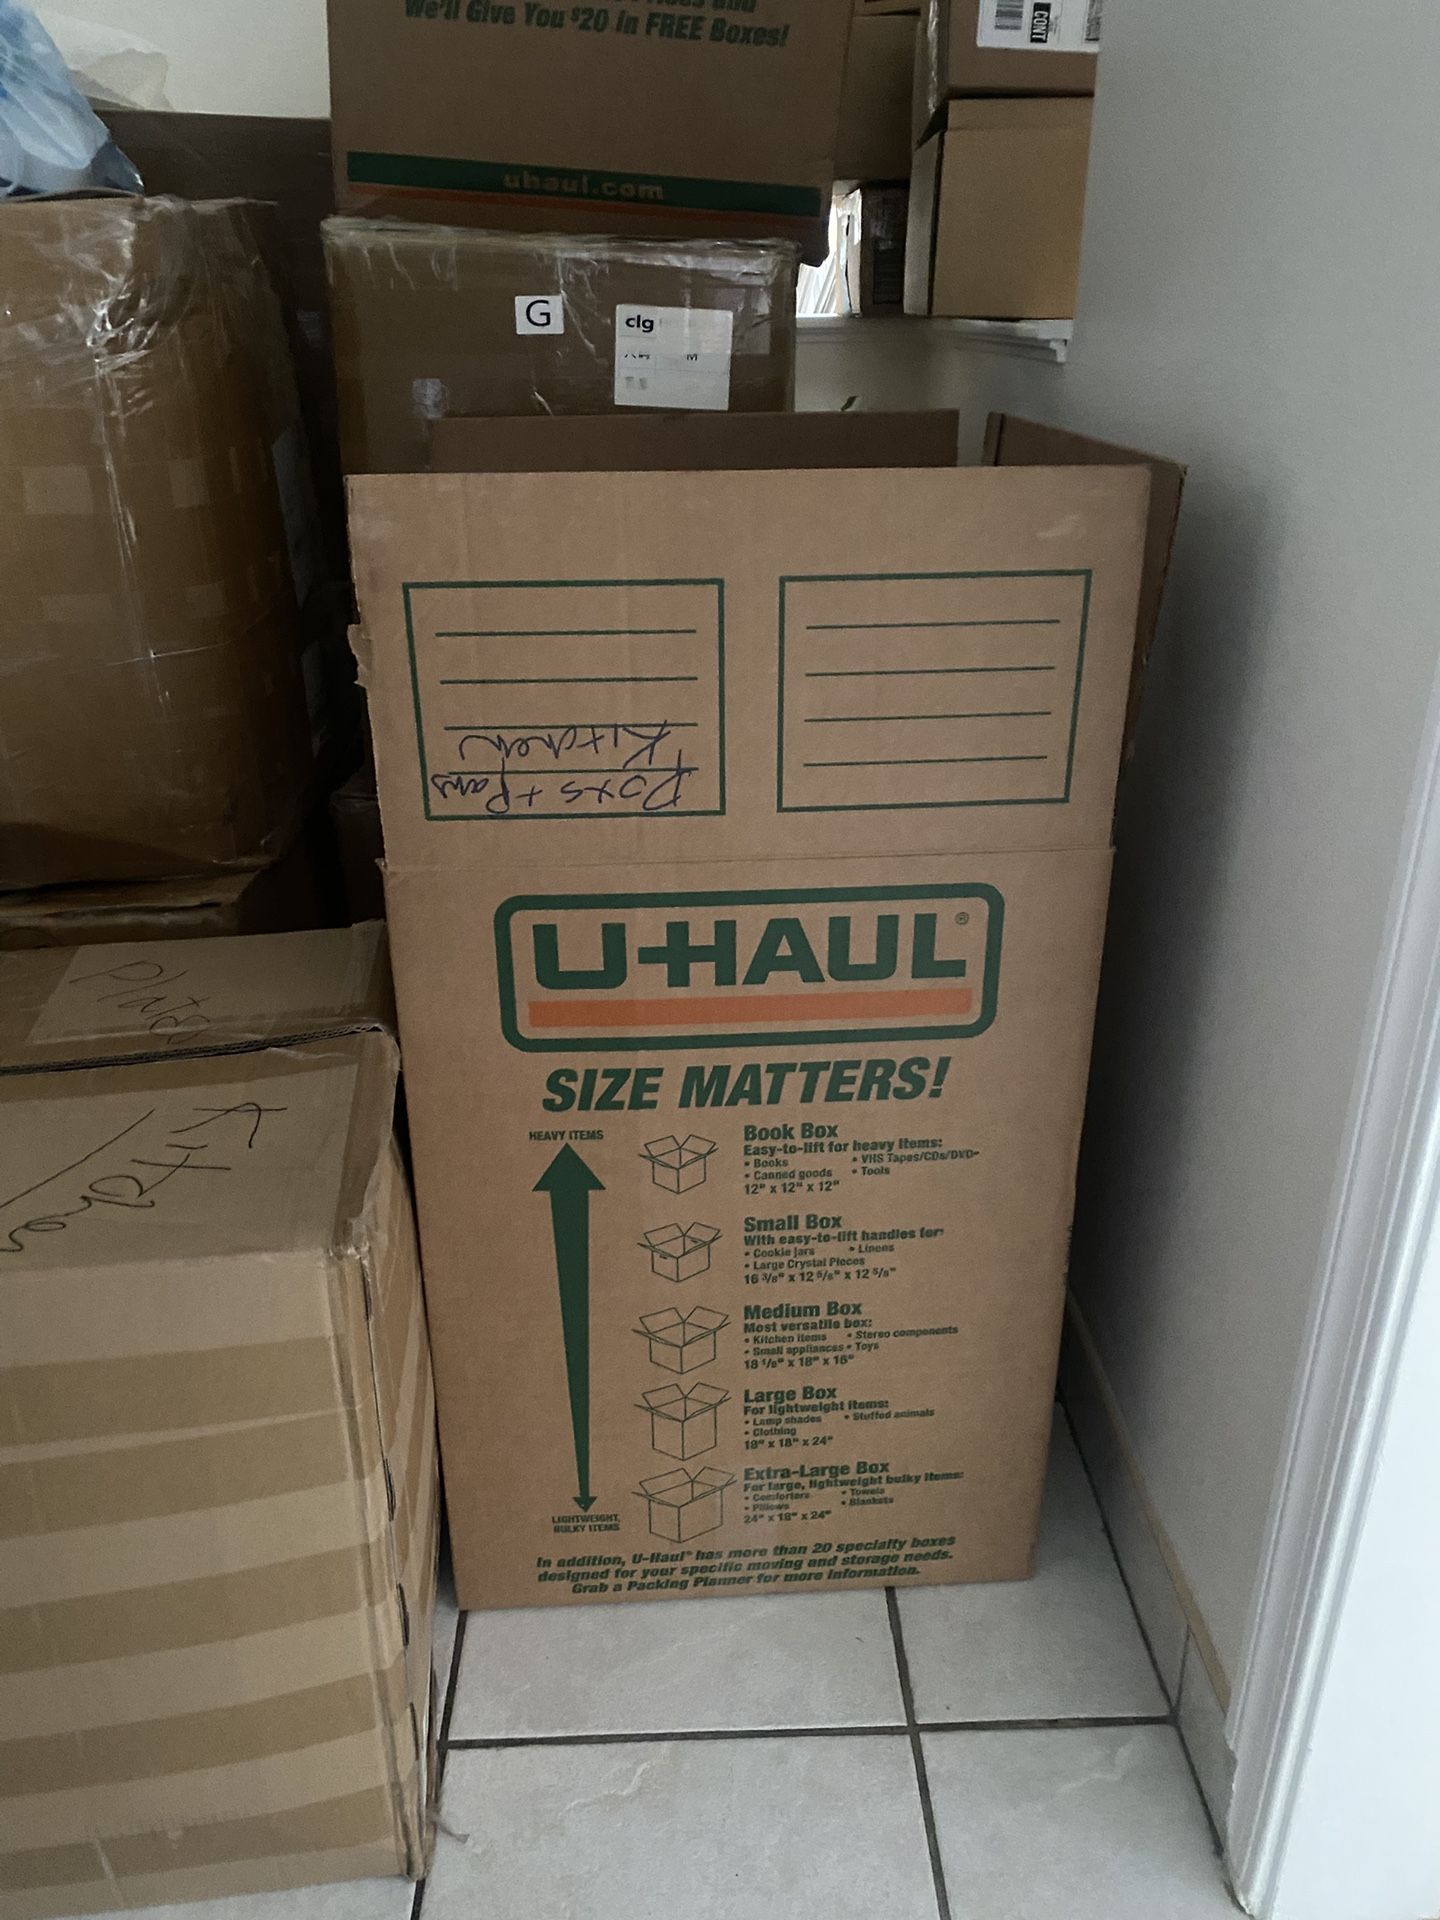 We'll Give You $20 in FREE Boxes!
uhaul.com
CONT
G
clg
M
Kitchen
Pots + Pans
U-HAUL®
SIZE MATTERS!
HEAVY ITEMS
Book Box
Easy-to-lift for heavy items:
• Books • VHS Tapes/CDs/DVD
• Canned goods • Tools
12" x 12" x 12"
Small Box
With easy-to-lift handles for:
• Cookie jars • Linens
• Large Crystal Pieces
16 3/8" x 12 5/8" x 12 5/8"
Medium Box
Most versatile box:
• Kitchen items • Stereo components
• Small appliances • Toys
18 1/8" x 18" x 16"
Large Box
For lightweight items:
• Lamp shades • Stuffed animals
• Clothing
18" x 18" x 24"
Extra-Large Box
For large, lightweight bulky items:
• Comforters • Towels
• Pillows • Blankets
24" x 18" x 24"
LIGHTWEIGHT,
BULKY ITEMS
In addition, U-Haul® has more than 20 specialty boxes
designed for your specific moving and storage needs.
Grab a Packing Planner for more information.
Plates
Kitchen